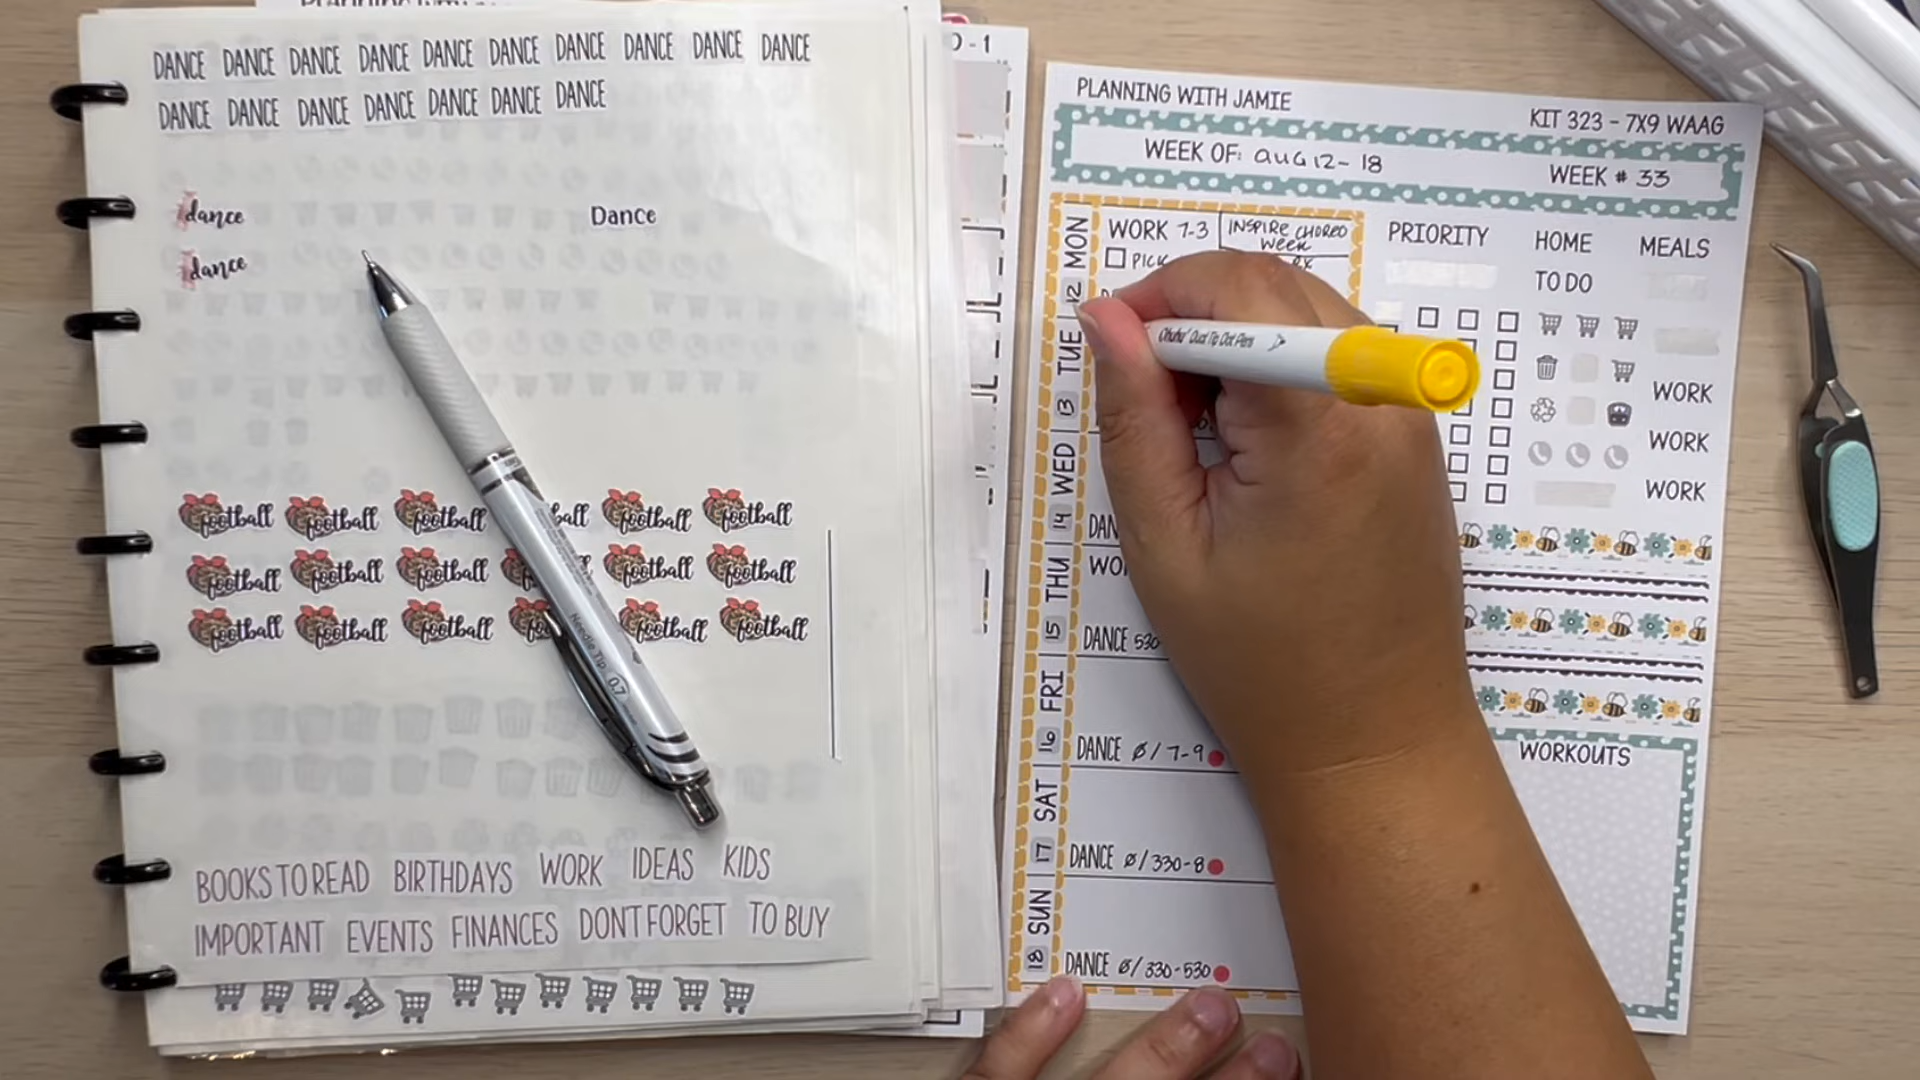 DANCE DANCE DANCE DANCE DANCE DANCE DANCE DANCE DANCE DANCE
DANCE DANCE DANCE DANCE DANCE DANCE DANCE
dance
Dance
dance
football football football football football
football football football football football
football football football football football
Needle Tip 0.7
BOOKS TO READ BIRTHDAYS WORK IDEAS KIDS
IMPORTANT EVENTS FINANCES DONT FORGET TO BUY
PLANNING WITH JAMIE
KIT 323 - 7X9 WAAG
WEEK OF: AUG 12 - 18
WEEK # 33
12 MON
WORK 7-3
INSPIRE CHOREO
WEEK
13 TUE
14 WED
15 THU
DANCE 530
16 FRI
DANCE Ø/ 7-9
17 SAT
DANCE Ø/ 330-8
18 SUN
DANCE Ø/ 330-530
Ohuhu Dual Tip Dot Pens
PRIORITY
HOME
MEALS
TO DO
WORK
WORK
WORK
WORKOUTS